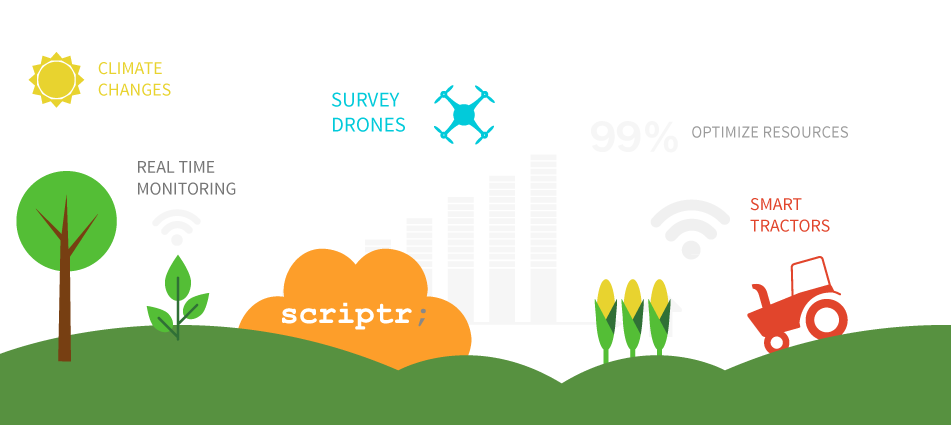 CLIMATE
CHANGES
SURVEY
DRONES
99% OPTIMIZE RESOURCES
REAL TIME
MONITORING
SMART
TRACTORS
scriptr;